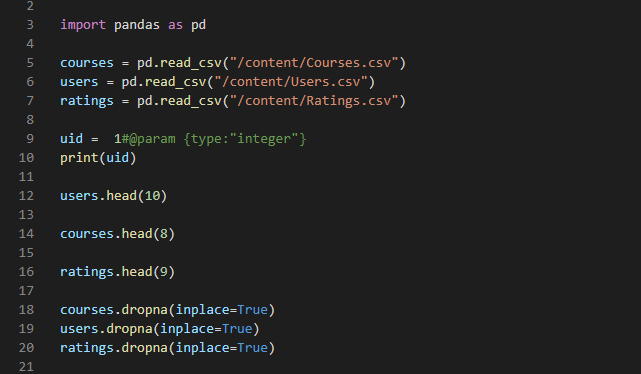 2
3 import pandas as pd
4
5 courses = pd.read_csv("/content/Courses.csv")
6 users = pd.read_csv("/content/Users.csv")
7 ratings = pd.read_csv("/content/Ratings.csv")
8
9 uid =  1#@param {type:"integer"}
10 print(uid)
11
12 users.head(10)
13
14 courses.head(8)
15
16 ratings.head(9)
17
18 courses.dropna(inplace=True)
19 users.dropna(inplace=True)
20 ratings.dropna(inplace=True)
21